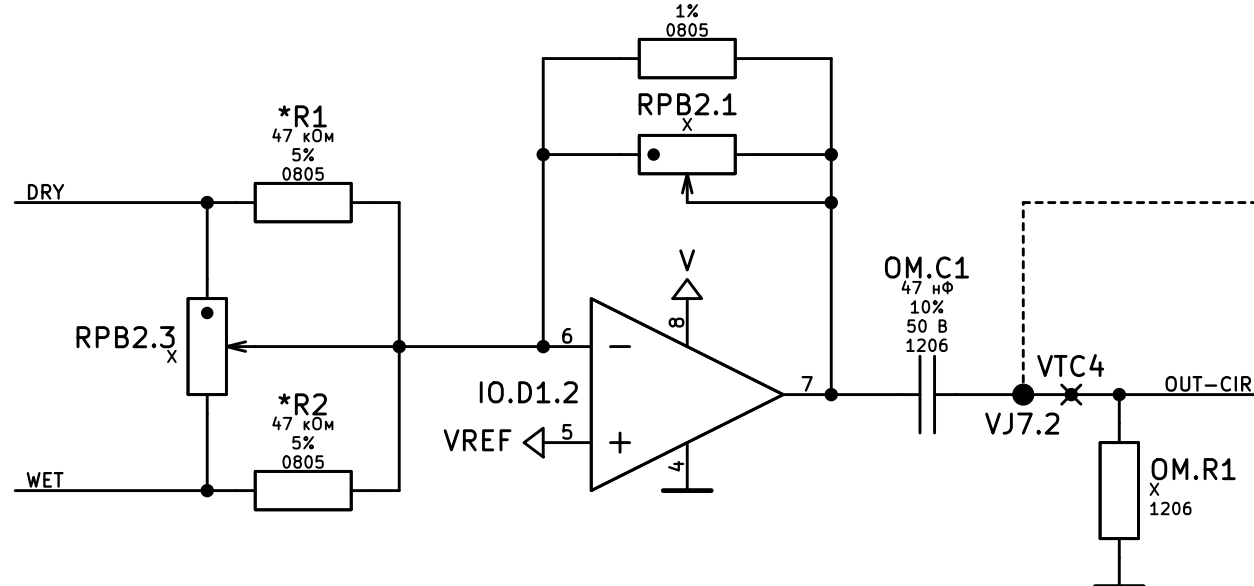 1%
0805
RPB2.1
X
*R1
47 кОм
5%
0805
DRY
V
8
OM.C1
47 нФ
10%
50 В
1206
RPB2.3
X
6
VTC4
OUT-CIR
*R2
47 кОм
5%
0805
IO.D1.2
7
VJ7.2
VREF
5
4
WET
OM.R1
X
1206